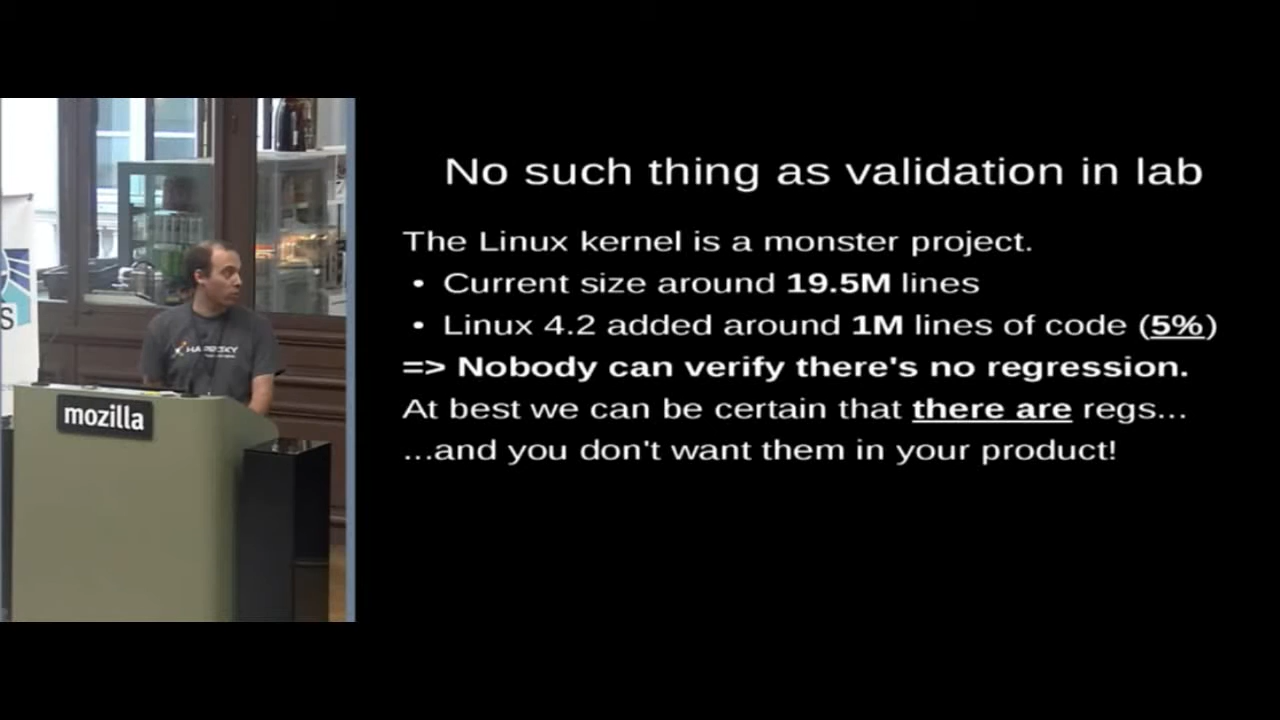 No such thing as validation in lab
The Linux kernel is a monster project.
• Current size around 19.5M lines
• Linux 4.2 added around 1M lines of code (5%)
=> Nobody can verify there's no regression.
At best we can be certain that there are regs...
...and you don't want them in your product!
S
HAPROXY
mozilla